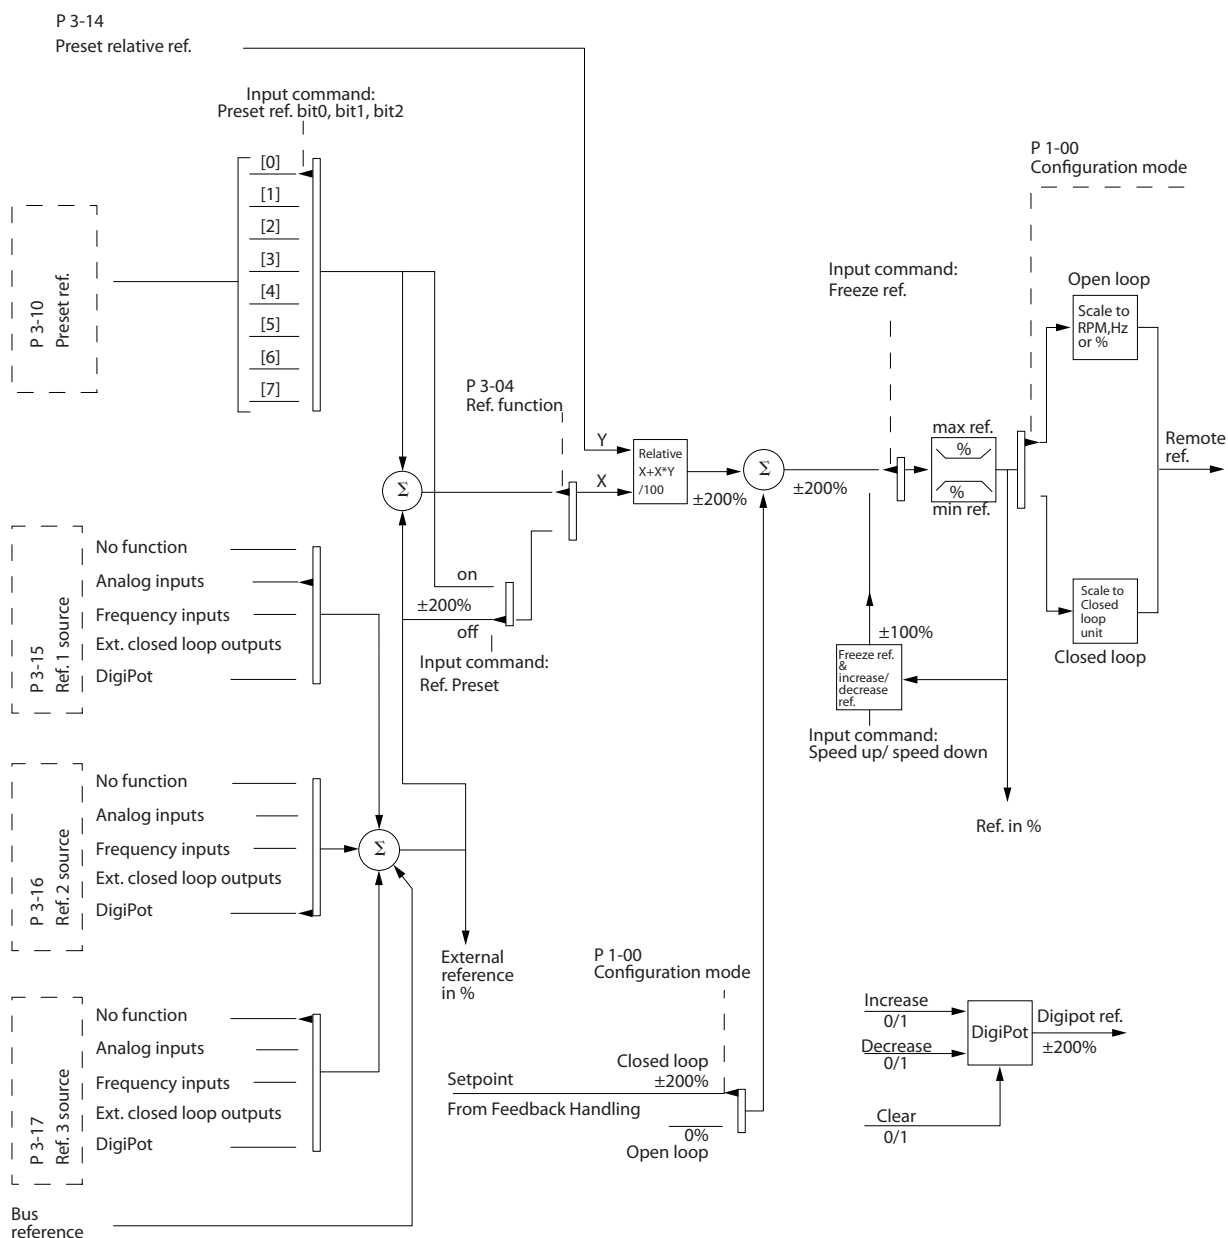 P 3-14
Preset relative ref.
Input command:
Preset ref. bit0, bit1, bit2
[0]
[1]
[2]
[3]
[4]
[5]
[6]
[7]
P 3-10
Preset ref.
P 1-00
Configuration mode
Input command:
Freeze ref.
Open loop
Scale to
RPM,Hz
or %
P 3-04
Ref. function
Y
X
Relative
X+X*Y
/100
±200%
Σ
±200%
max ref.
%
%
min ref.
Remote
ref.
Σ
on
±200%
off
Input command:
Ref. Preset
Scale to
Closed
loop
unit
Closed loop
±100%
Freeze ref.
&
increase/
decrease
ref.
Input command:
Speed up/ speed down
Ref. in %
P 3-15
Ref. 1 source
No function
Analog inputs
Frequency inputs
Ext. closed loop outputs
DigiPot
P 3-16
Ref. 2 source
No function
Analog inputs
Frequency inputs
Ext. closed loop outputs
DigiPot
Σ
External
reference
in %
P 3-17
Ref. 3 source
No function
Analog inputs
Frequency inputs
Ext. closed loop outputs
DigiPot
Bus
reference
P 1-00
Configuration mode
Closed loop
Setpoint
±200%
From Feedback Handling
0%
Open loop
Increase
0/1
Decrease
0/1
Clear
0/1
DigiPot
Digipot ref.
±200%